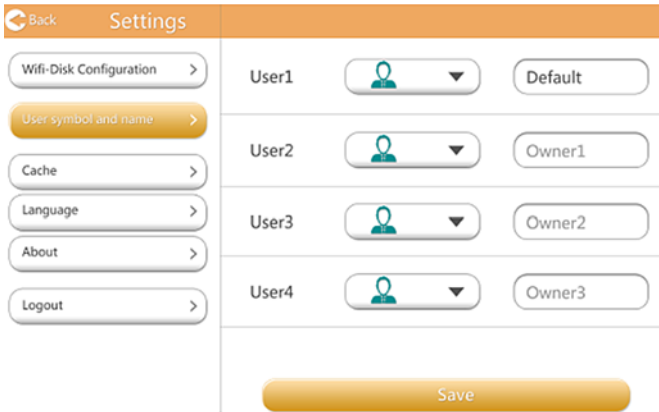 Back Settings
Wifi-Disk Configuration
User symbol and name
Cache
Language
About
Logout
User1 Default
User2 Owner1
User3 Owner2
User4 Owner3
Save